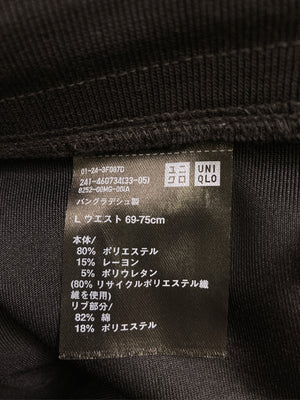 01-24-3F087D
241-460734(33-05)
8252-00MG-00IA
バングラデシュ製
ユニ
クロ
UNI
QLO
L ウエスト 69-75cm
本体/
80% ポリエステル
15% レーヨン
5% ポリウレタン
(80% リサイクルポリエステル繊
維を使用)
リブ部分/
82% 綿
18% ポリエステル